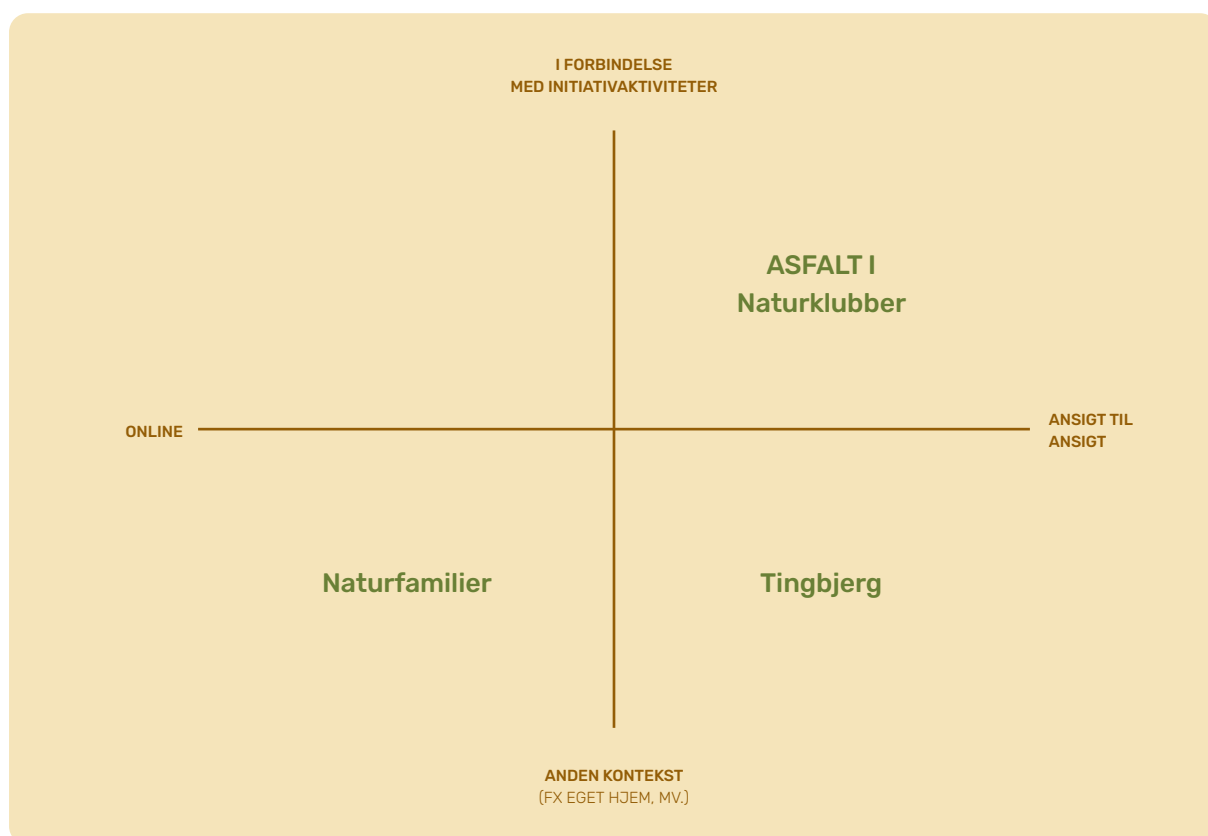 I FORBINDELSE
MED INITIATIVAKTIVITETER
ASFALT I
Naturklubber
ONLINE
ANSIGT TIL
ANSIGT
Naturfamilier
Tingbjerg
ANDEN KONTEKST
(FX EGET HJEM, MV.)